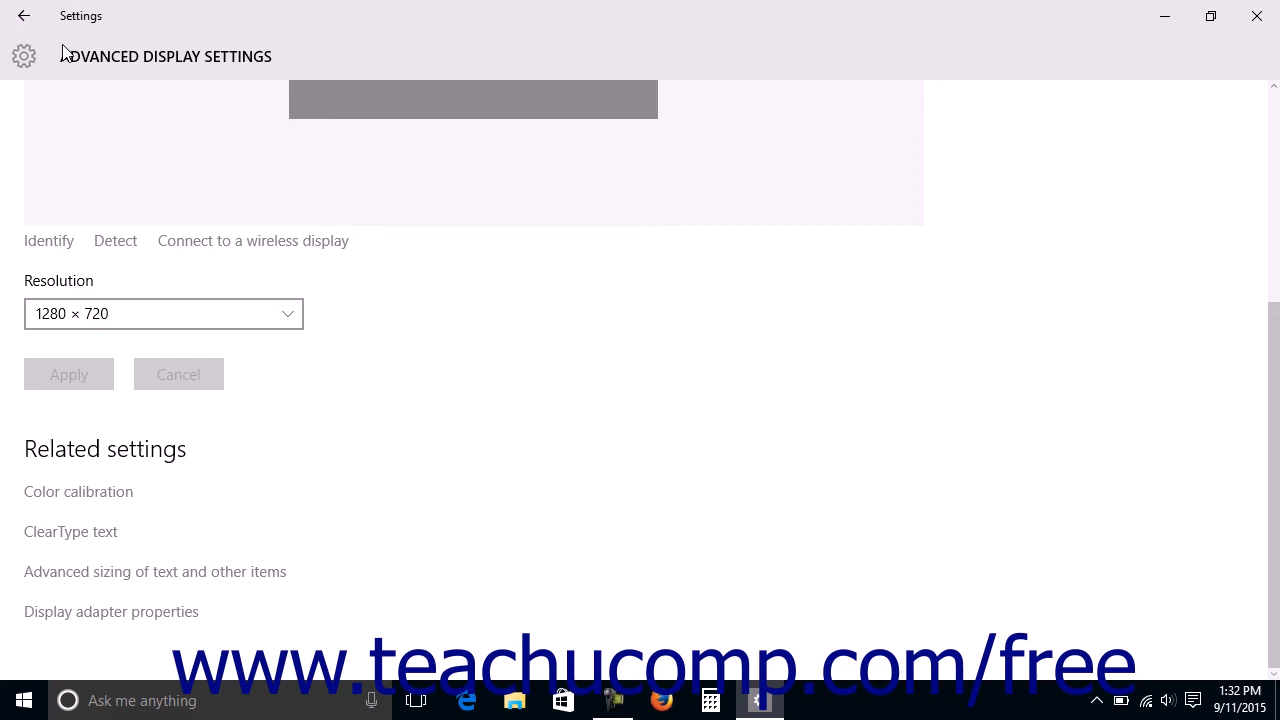 Settings
ADVANCED DISPLAY SETTINGS
Identify Detect Connect to a wireless display
Resolution
1280 × 720
Apply Cancel
Related settings
Color calibration
ClearType text
Advanced sizing of text and other items
Display adapter properties
www.teachucomp.com/free
Ask me anything
1:32 PM
9/11/2015